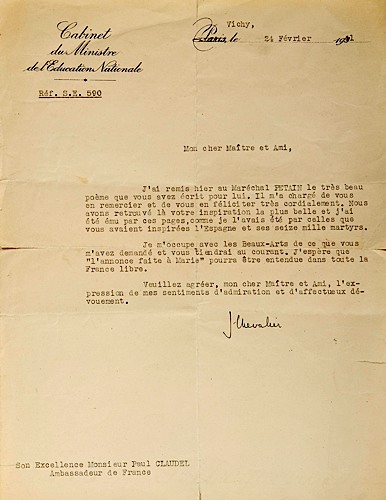 Cabinet
du Ministre
de l'Education Nationale
Réf. S.E. 590
Vichy,
Paris, le 24 Février 1941
Mon cher Maître et Ami,
J'ai remis hier au Maréchal PETAIN le très beau
poème que vous avez écrit pour lui. Il m'a chargé de vous
en remercier et de vous en féliciter très cordialement. Nous
avons retrouvé là votre inspiration la plus belle et j'ai
été ému par ces pages,comme je l'avais été par celles que
vous avaient inspirées l'Espagne et ses seize mille martyrs.
Je m'occupe avec les Beaux-Arts de ce que vous
m'avez demandé et vous tiendrai au courant. J'espère que
"l'annonce faite à Marie" pourra être entendue dans toute la
France libre.
Veuillez agréer, mon cher Maître et Ami, l'ex-
pression de mes sentiments d'admiration et d'affectueux dé-
vouement.
J. Chevalier
Son Excellence Monsieur Paul CLAUDEL
Ambassadeur de France